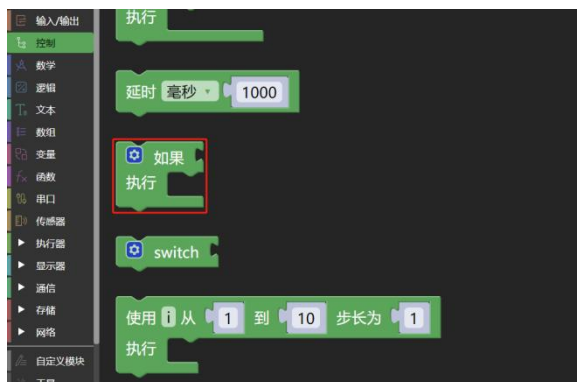 输入/输出
控制
数学
逻辑
文本
数组
变量
函数
串口
传感器
执行器
显示器
通信
存储
网络
自定义模块
执行
延时 毫秒 1000
如果
执行
switch
使用 i 从 1 到 10 步长为 1
执行